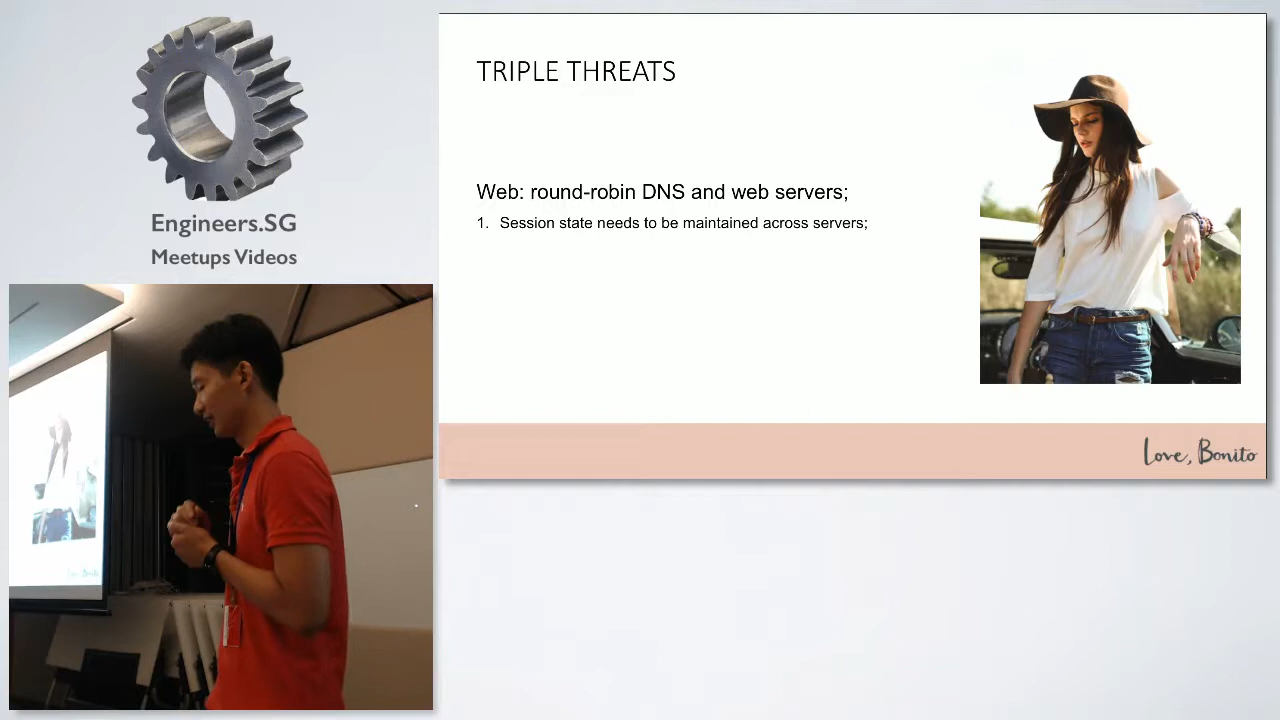 Engineers.SG
Meetups Videos
TRIPLE THREATS
Web: round-robin DNS and web servers;
1. Session state needs to be maintained across servers;
Love, Bonito